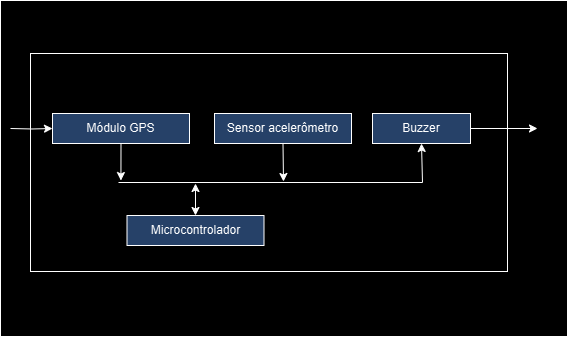 Módulo GPS
Sensor acelerômetro
Buzzer
Microcontrolador